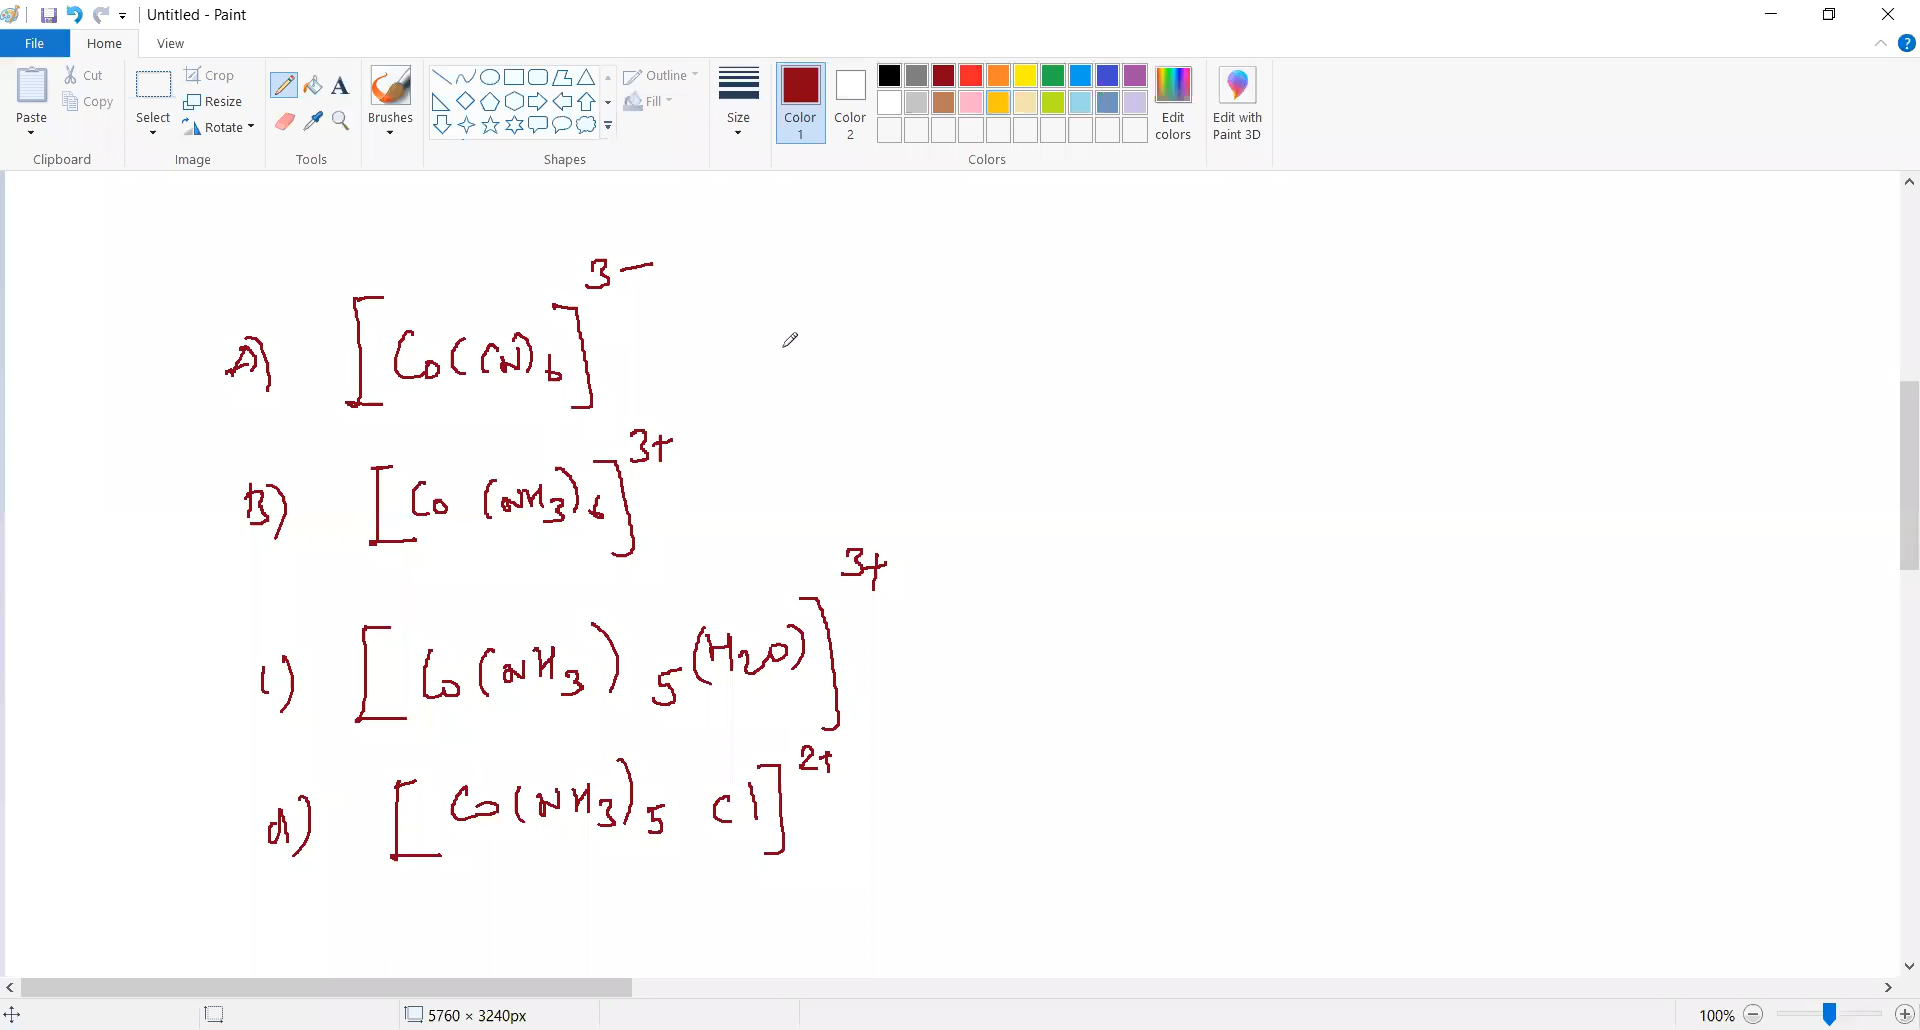 Untitled - Paint
File Home View
Paste
Cut
Copy
Clipboard
Select
Crop
Resize
Rotate
Image
Tools
Brushes
Shapes
Outline
Fill
Size
Color 1
Color 2
Colors
Edit colors
Edit with Paint 3D
a) [Co(CN)6]3-
B) [Co (NH3)6]3+
c) [Co(NH3)5(H2O)]3+
d) [Co(NH3)5 Cl]2+
5760 × 3240px
100%